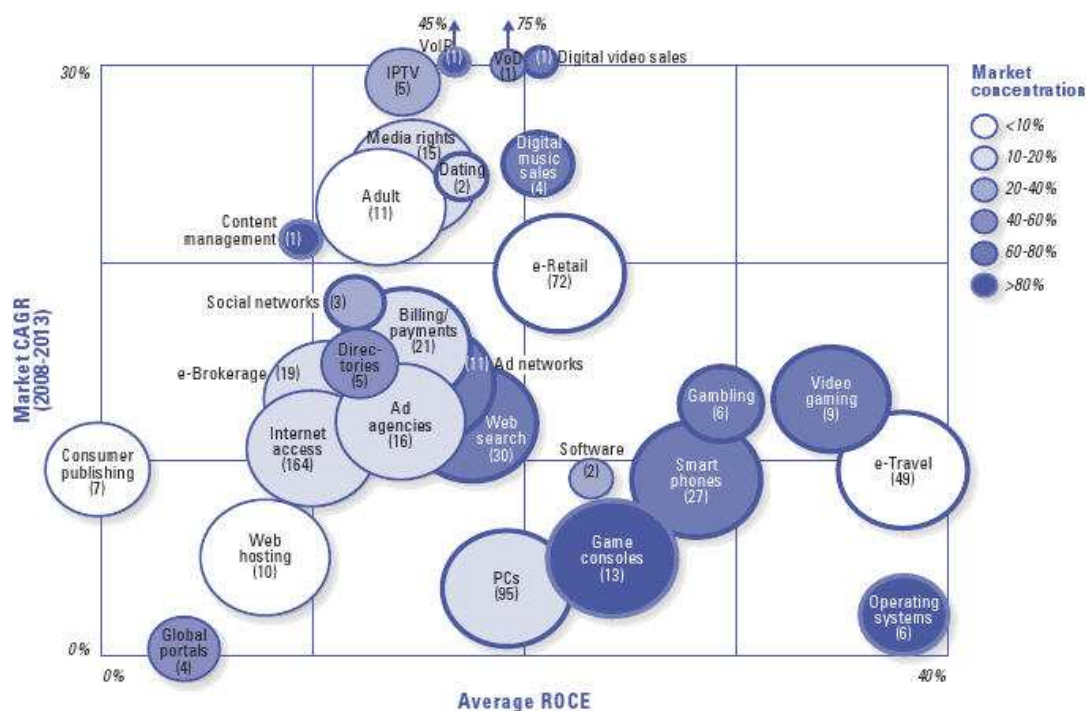 45%
75%
VoIP
(1)
VoD
(1)
(1)
Digital video sales
30%
IPTV
(5)
Market
concentration
<10%
10-20%
20-40%
40-60%
60-80%
>80%
Media rights
(15)
Digital
music
sales
(4)
Dating
(2)
Adult
(11)
Content
management
(1)
e-Retail
(72)
Social networks
(3)
Billing/
payments
(21)
Direc-
tories
(5)
(11)
Ad networks
e-Brokerage
(19)
Market CAGR
(2008-2013)
Gambling
(6)
Video
gaming
(9)
Ad
agencies
(16)
Web
search
(30)
Internet
access
(164)
Software
(2)
Consumer
publishing
(7)
Smart
phones
(27)
e-Travel
(49)
Web
hosting
(10)
Game
consoles
(13)
PCs
(95)
Operating
systems
(6)
Global
portals
(4)
0%
0%
40%
Average ROCE